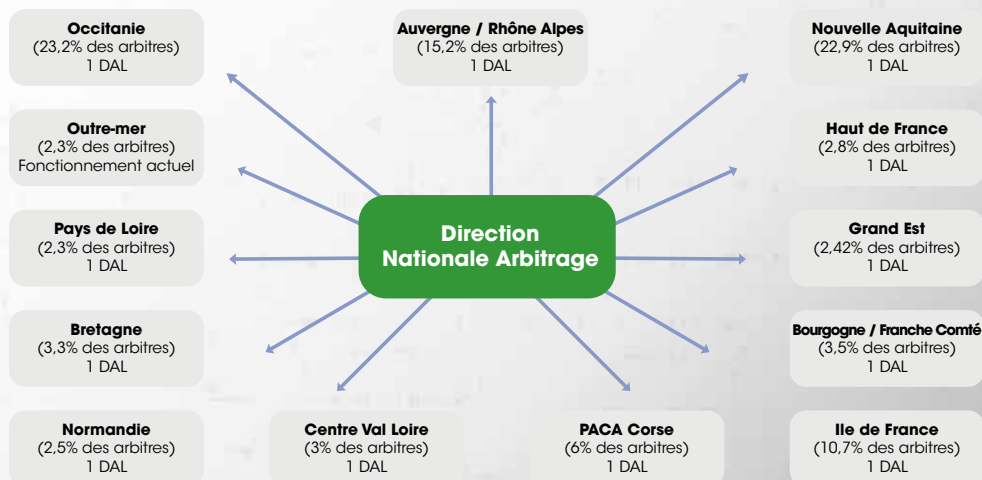 Occitanie
(23,2% des arbitres)
1 DAL
Auvergne / Rhône Alpes
(15,2% des arbitres)
1 DAL
Nouvelle Aquitaine
(22,9% des arbitres)
1 DAL
Outre-mer
(2,3% des arbitres)
Fonctionnement actuel
Haut de France
(2,8% des arbitres)
1 DAL
Direction
Nationale Arbitrage
Pays de Loire
(2,3% des arbitres)
1 DAL
Grand Est
(2,42% des arbitres)
1 DAL
Bretagne
(3,3% des arbitres)
1 DAL
Bourgogne / Franche Comté
(3,5% des arbitres)
1 DAL
Normandie
(2,5% des arbitres)
1 DAL
Centre Val Loire
(3% des arbitres)
1 DAL
PACA Corse
(6% des arbitres)
1 DAL
Ile de France
(10,7% des arbitres)
1 DAL